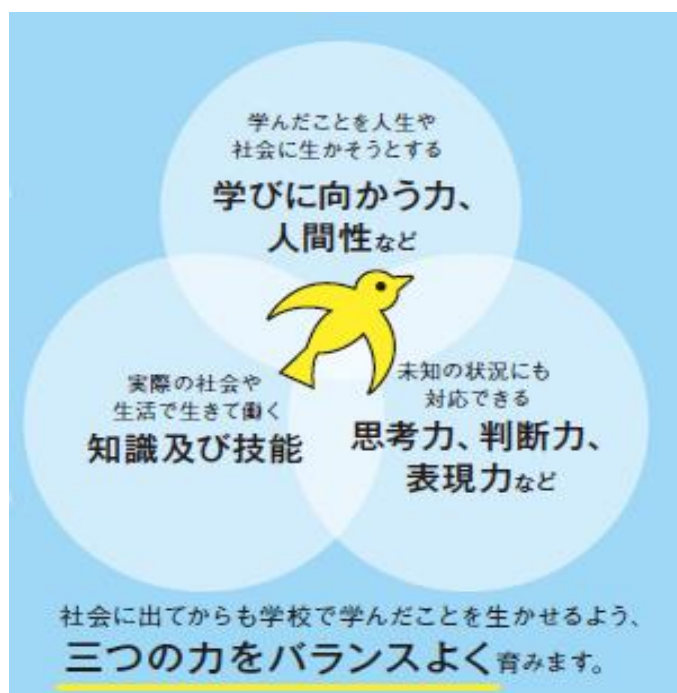 学んだことを人生や
社会に生かそうとする
学びに向かう力、
人間性など
実際の社会や
生活で生きて働く
知識及び技能
未知の状況にも
対応できる
思考力、判断力、
表現力など
社会に出てからも学校で学んだことを生かせるよう、
三つの力をバランスよく育みます。